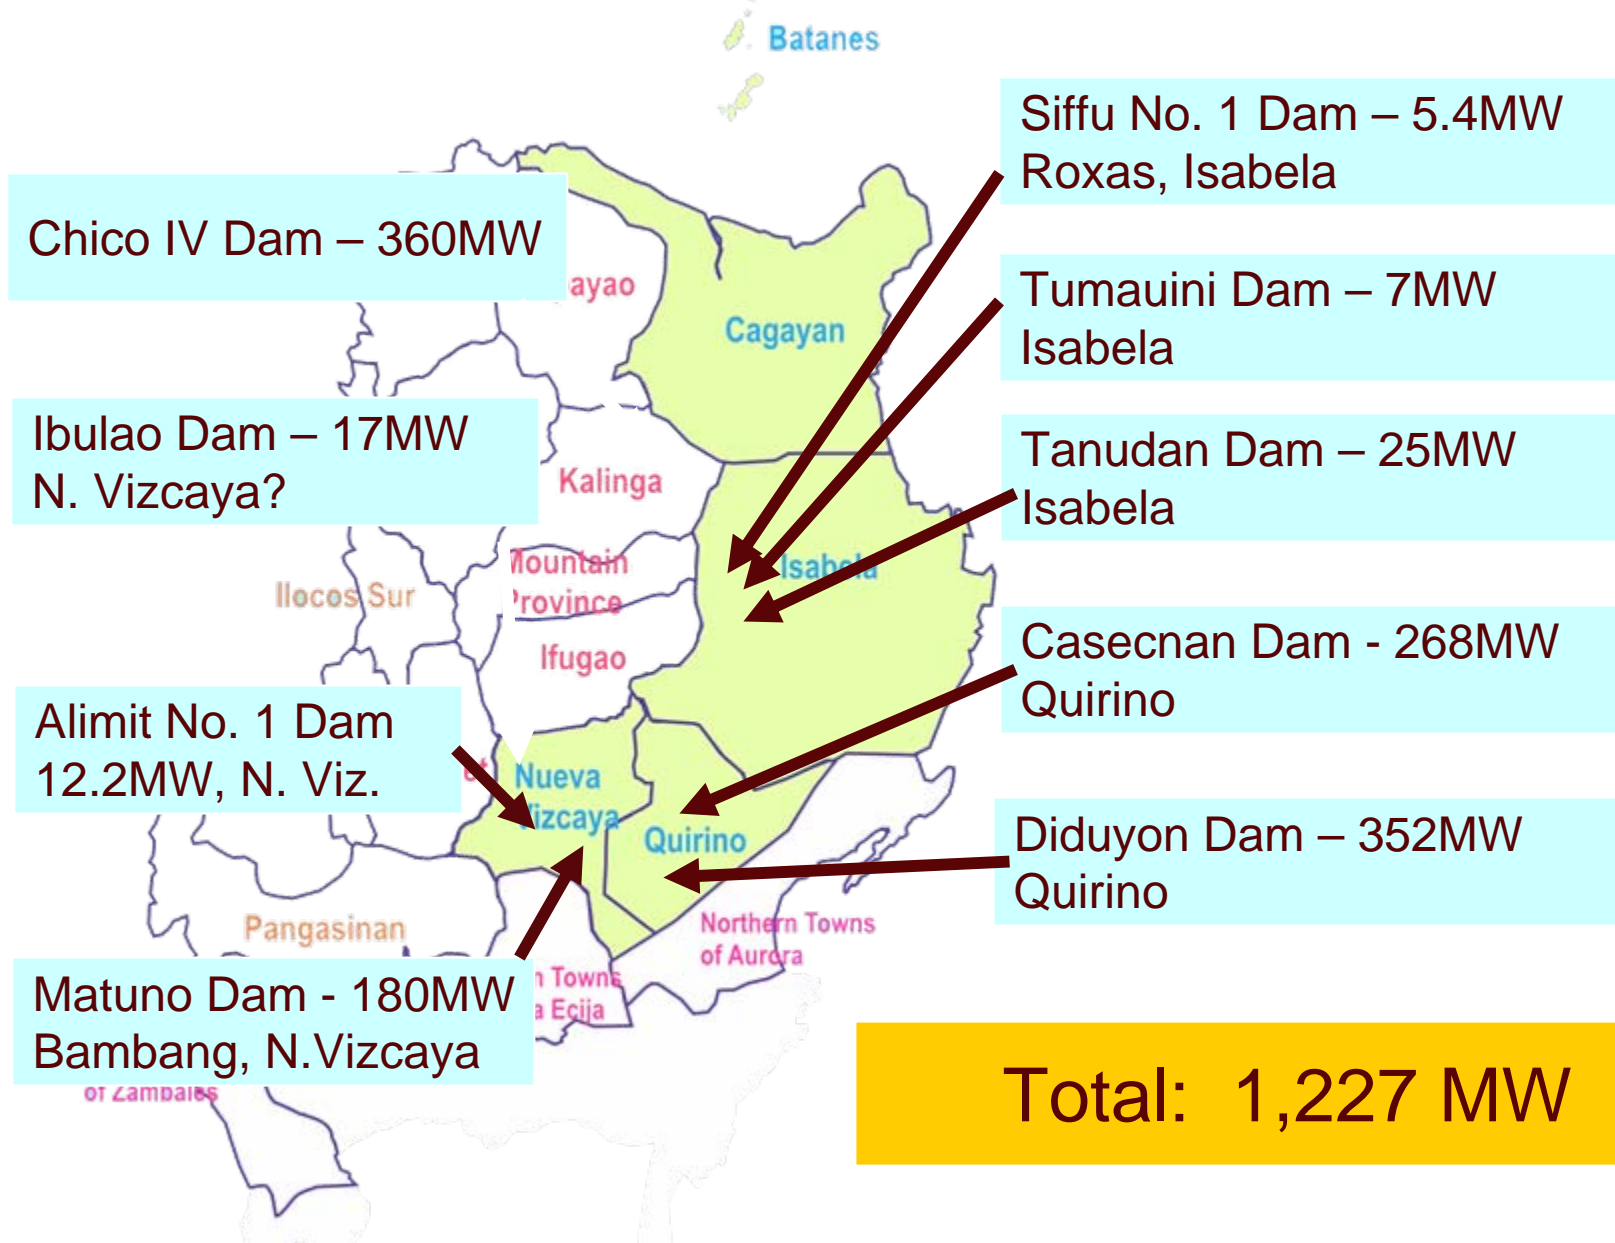 Batanes
Siffu No. 1 Dam – 5.4MW
Roxas, Isabela
Chico IV Dam – 360MW
ayao
Tumauini Dam – 7MW
Isabela
Cagayan
Ibulao Dam – 17MW
N. Vizcaya?
Tanudan Dam – 25MW
Isabela
Kalinga
Mountain
Province
Isabela
Ilocos Sur
Ifugao
Casecnan Dam - 268MW
Quirino
Alimit No. 1 Dam
12.2MW, N. Viz.
et
Nueva
Vizcaya
Quirino
Diduyon Dam – 352MW
Quirino
Pangasinan
Northern Towns
of Aurora
Matuno Dam - 180MW
Bambang, N.Vizcaya
n Towns
a Ecija
of Zambales
Total: 1,227 MW